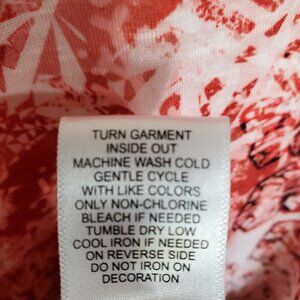 TURN GARMENT
INSIDE OUT
MACHINE WASH COLD
GENTLE CYCLE
WITH LIKE COLORS
ONLY NON-CHLORINE
BLEACH IF NEEDED
TUMBLE DRY LOW
COOL IRON IF NEEDED
ON REVERSE SIDE
DO NOT IRON ON
DECORATION